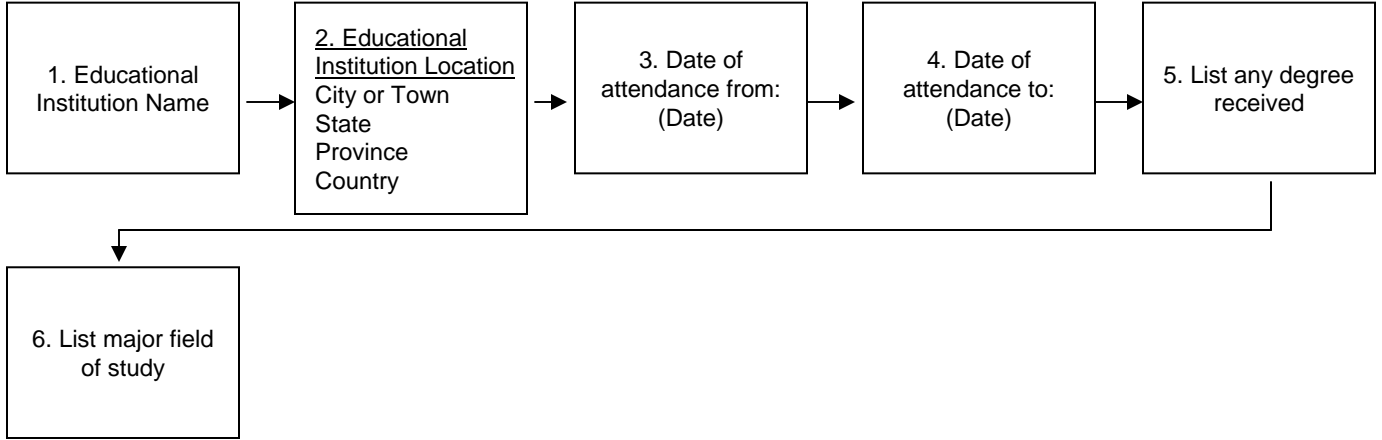 1. Educational
Institution Name
2. Educational
Institution Location
City or Town
State
Province
Country
3. Date of
attendance from:
(Date)
4. Date of
attendance to:
(Date)
5. List any degree
received
6. List major field
of study